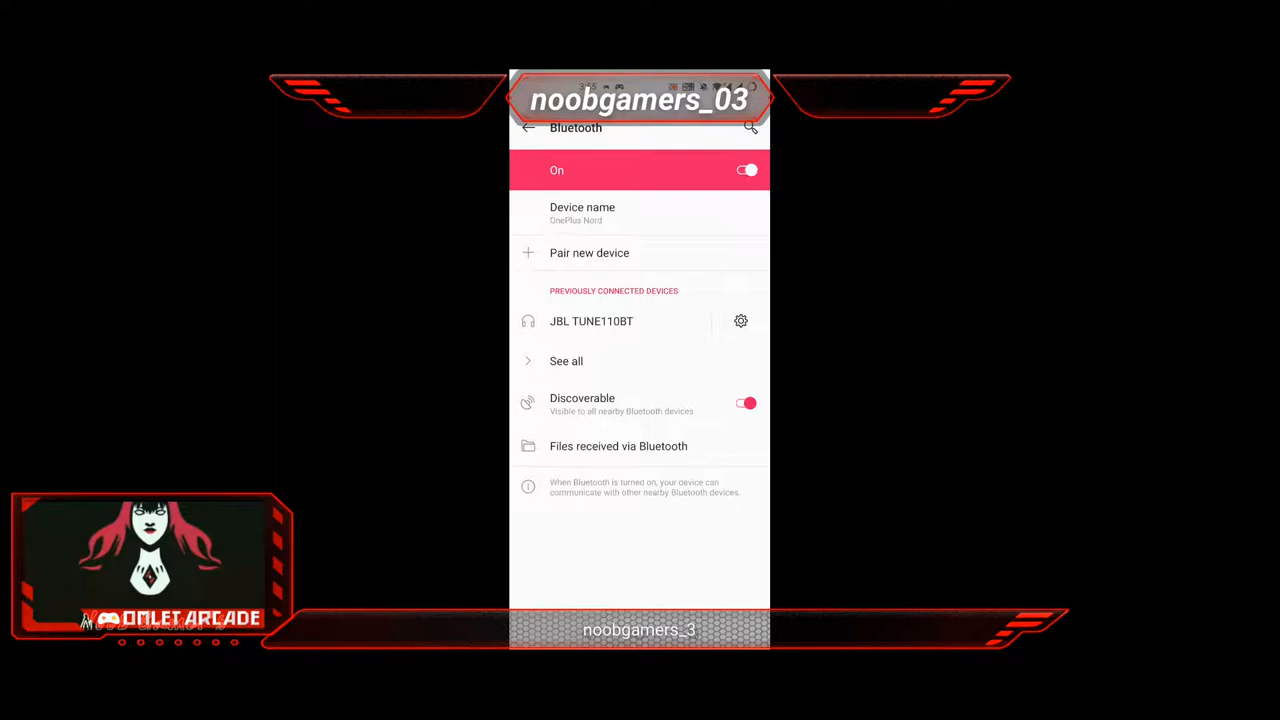 3:55
noobgamers_03
Bluetooth
On
Device name
OnePlus Nord
Pair new device
PREVIOUSLY CONNECTED DEVICES
JBL TUNE110BT
See all
Discoverable
Visible to all nearby Bluetooth devices
Files received via Bluetooth
When Bluetooth is turned on, your device can
communicate with other nearby Bluetooth devices.
OMLET ARCADE
noobgamers_3